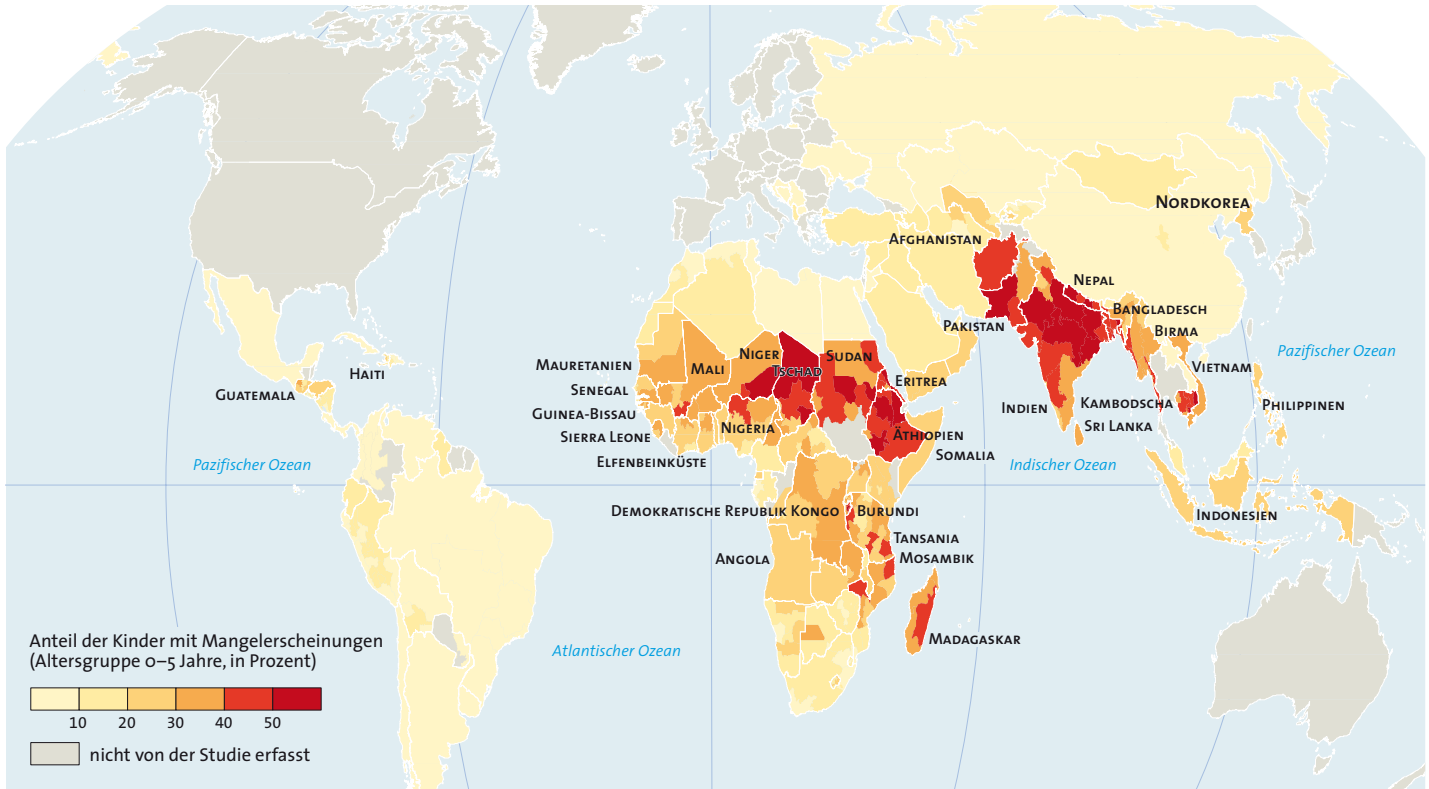 NORDKOREA
AFGHANISTAN
NEPAL
BANGLADESCH
PAKISTAN
BIRMA
Pazifischer Ozean
MAURETANIEN
MALI
NIGER
TSCHAD
SUDAN
VIETNAM
HAITI
SENEGAL
ERITREA
GUATEMALA
GUINEA-BISSAU
INDIEN
KAMBODSCHA
PHILIPPINEN
SIERRA LEONE
NIGERIA
ÄTHIOPIEN
SRI LANKA
ELFENBEINKÜSTE
SOMALIA
Pazifischer Ozean
Indischer Ozean
DEMOKRATISCHE REPUBLIK KONGO
BURUNDI
INDONESIEN
TANSANIA
ANGOLA
MOSAMBIK
MADAGASKAR
Atlantischer Ozean
Anteil der Kinder mit Mangelerscheinungen
(Altersgruppe 0–5 Jahre, in Prozent)
10 20 30 40 50
nicht von der Studie erfasst